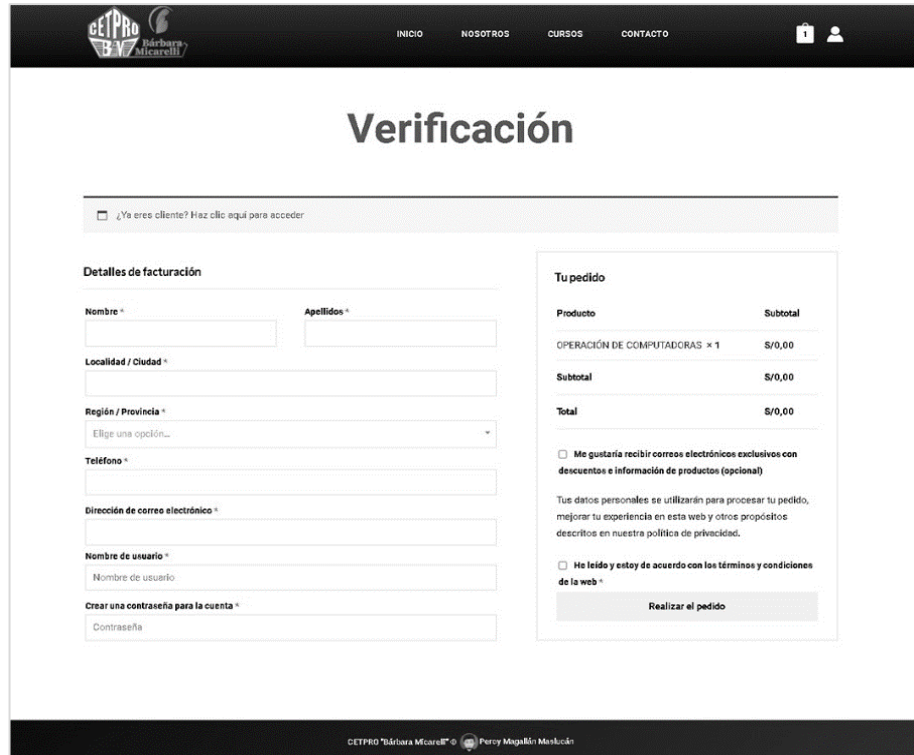 CETPRO
BM
Bárbara
Micarelli
INICIO NOSOTROS CURSOS CONTACTO
1
Verificación
¿Ya eres cliente? Haz clic aquí para acceder
Detalles de facturación
Nombre *
Apellidos *
Localidad / Ciudad *
Región / Provincia *
Elige una opción...
Teléfono *
Dirección de correo electrónico *
Nombre de usuario *
Nombre de usuario
Crear una contraseña para la cuenta *
Contraseña
Tu pedido
Producto Subtotal
OPERACIÓN DE COMPUTADORAS × 1 S/0,00
Subtotal S/0,00
Total S/0,00
Me gustaría recibir correos electrónicos exclusivos con
descuentos e información de productos (opcional)
Tus datos personales se utilizarán para procesar tu pedido,
mejorar tu experiencia en esta web y otros propósitos
descritos en nuestra política de privacidad.
He leído y estoy de acuerdo con los términos y condiciones
de la web *
Realizar el pedido
CETPRO "Bárbara Micarelli" © Percy Magallán Maslucán